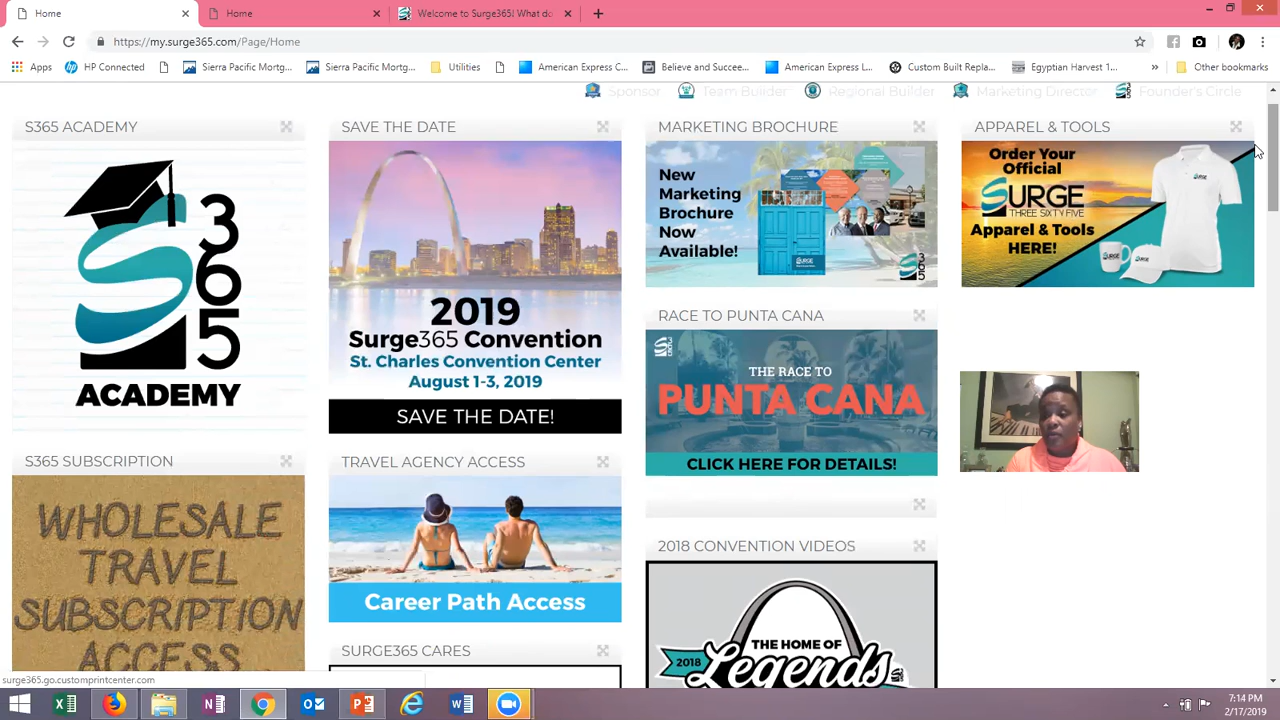 Home
Home
Welcome to Surge365! What do
https://my.surge365.com/Page/Home
Apps
HP Connected
Sierra Pacific Mortg...
Sierra Pacific Mortg...
Utilities
American Express C...
Believe and Succee...
American Express L...
Custom Built Repla...
Egyptian Harvest 1...
»
Other bookmarks
Sponsor
Team Builder
Regional Builder
Marketing Director
Founder's Circle
S365 ACADEMY
365
ACADEMY
S365 SUBSCRIPTION
WHOLESALE
TRAVEL
SUBSCRIPTION
ACCESS
SAVE THE DATE
2019
Surge365 Convention
St. Charles Convention Center
August 1-3, 2019
SAVE THE DATE!
TRAVEL AGENCY ACCESS
Career Path Access
SURGE365 CARES
MARKETING BROCHURE
New
Marketing
Brochure
Now
Available!
RACE TO PUNTA CANA
THE RACE TO
PUNTA CANA
CLICK HERE FOR DETAILS!
2018 CONVENTION VIDEOS
THE HOME OF
2018
Legends
APPAREL & TOOLS
Order Your
Official
SURGE
THREE SIXTY FIVE
Apparel & Tools
HERE!
surge365.go.customprintcenter.com
7:14 PM
2/17/2019